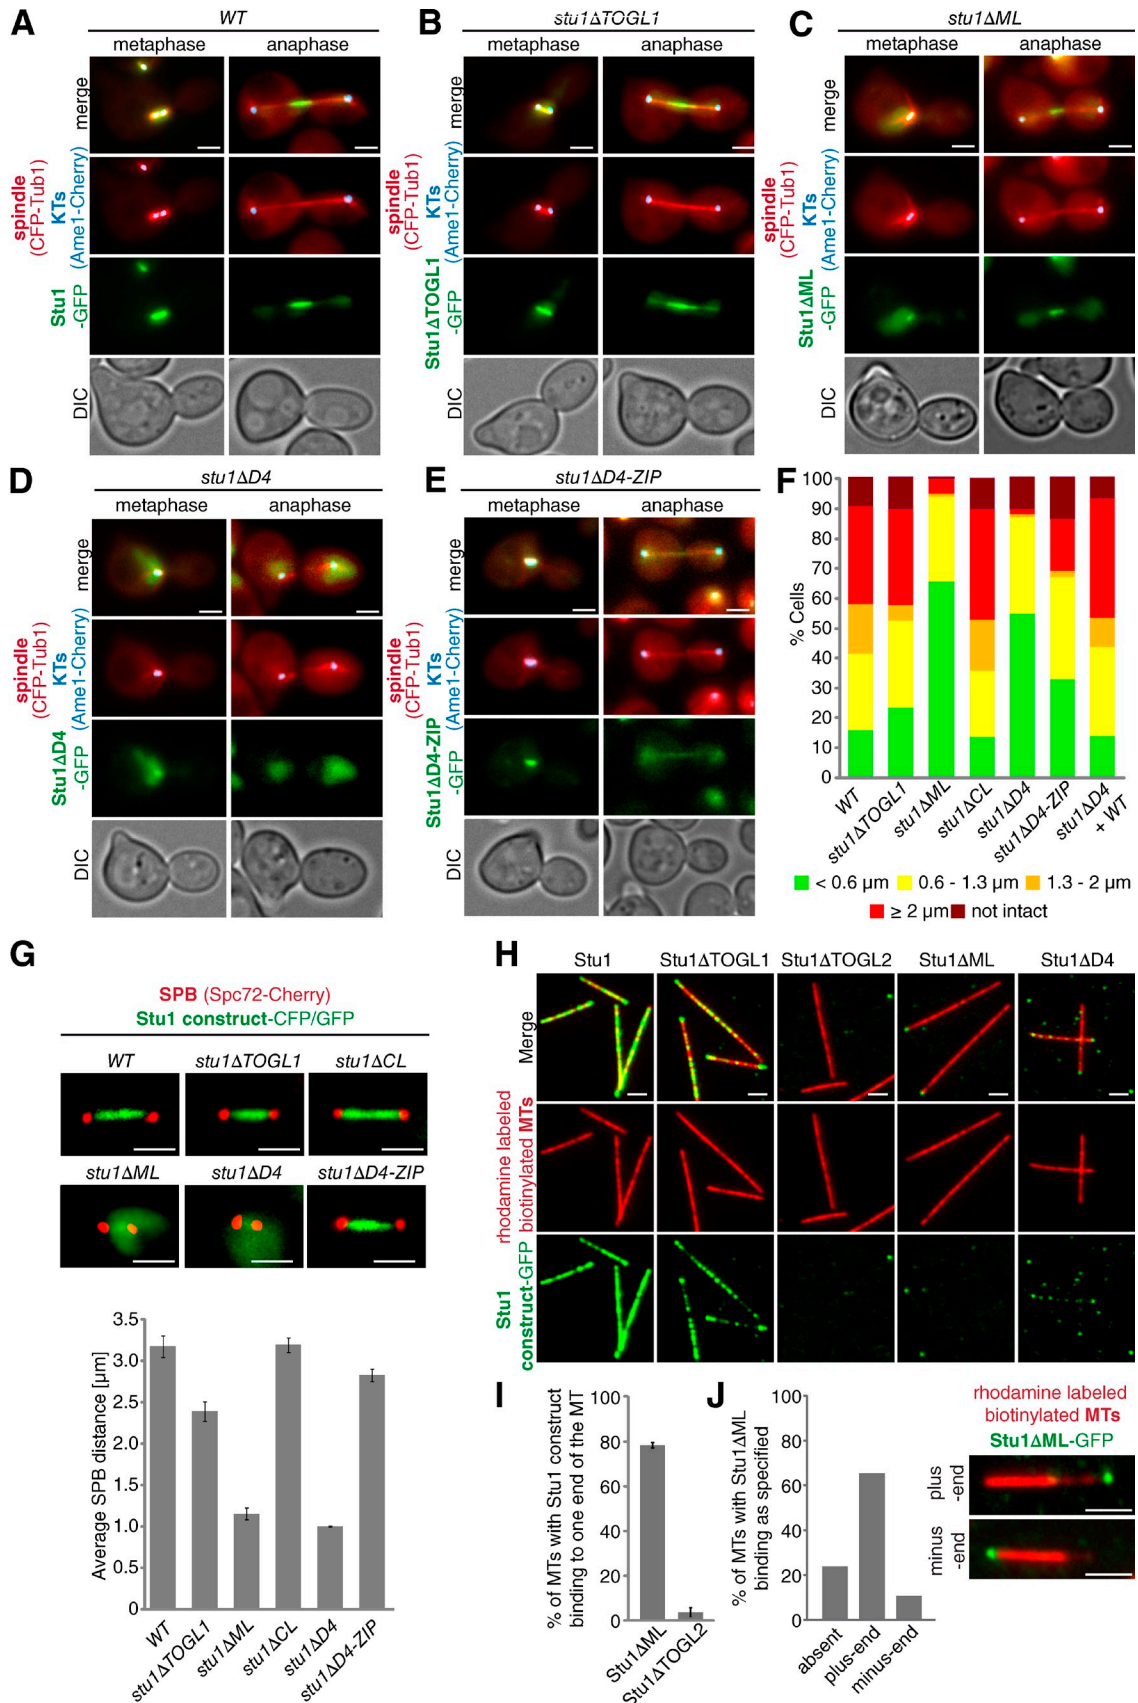 A
WT
metaphase
anaphase
merge
spindle
(CFP-Tub1)
KTs
(Ame1-Cherry)
Stu1
-GFP
DIC
B
stu1ΔTOGL1
metaphase
anaphase
merge
spindle
(CFP-Tub1)
KTs
(Ame1-Cherry)
Stu1ΔTOGL1
-GFP
DIC
C
stu1ΔML
metaphase
anaphase
merge
spindle
(CFP-Tub1)
KTs
(Ame1-Cherry)
Stu1ΔML
-GFP
DIC
D
stu1ΔD4
metaphase
anaphase
merge
spindle
(CFP-Tub1)
KTs
(Ame1-Cherry)
Stu1ΔD4
-GFP
DIC
E
stu1ΔD4-ZIP
metaphase
anaphase
merge
spindle
(CFP-Tub1)
KTs
(Ame1-Cherry)
Stu1ΔD4-ZIP
-GFP
DIC
F
% Cells
100
90
80
70
60
50
40
30
20
10
0
WT
stu1ΔTOGL1
stu1ΔML
stu1ΔCL
stu1ΔD4
stu1ΔD4-ZIP
stu1ΔD4
+ WT
< 0.6 µm
0.6 - 1.3 µm
1.3 - 2 µm
≥ 2 µm
not intact
G
SPB (Spc72-Cherry)
Stu1 construct-CFP/GFP
WT
stu1ΔTOGL1
stu1ΔCL
stu1ΔML
stu1ΔD4
stu1ΔD4-ZIP
Average SPB distance [µm]
3.5
3.0
2.5
2.0
1.5
1.0
0.5
0
WT
stu1ΔTOGL1
stu1ΔML
stu1ΔCL
stu1ΔD4
stu1ΔD4-ZIP
H
Stu1
Stu1ΔTOGL1
Stu1ΔTOGL2
Stu1ΔML
Stu1ΔD4
Merge
rhodamine labeled
biotinylated MTs
Stu1
construct-GFP
I
% of MTs with Stu1 construct
binding to one end of the MT
100
80
60
40
20
0
Stu1ΔML
Stu1ΔTOGL2
J
% of MTs with Stu1ΔML
binding as specified
100
80
60
40
20
0
absent
plus-end
minus-end
rhodamine labeled
biotinylated MTs
Stu1ΔML-GFP
plus
-end
minus
-end